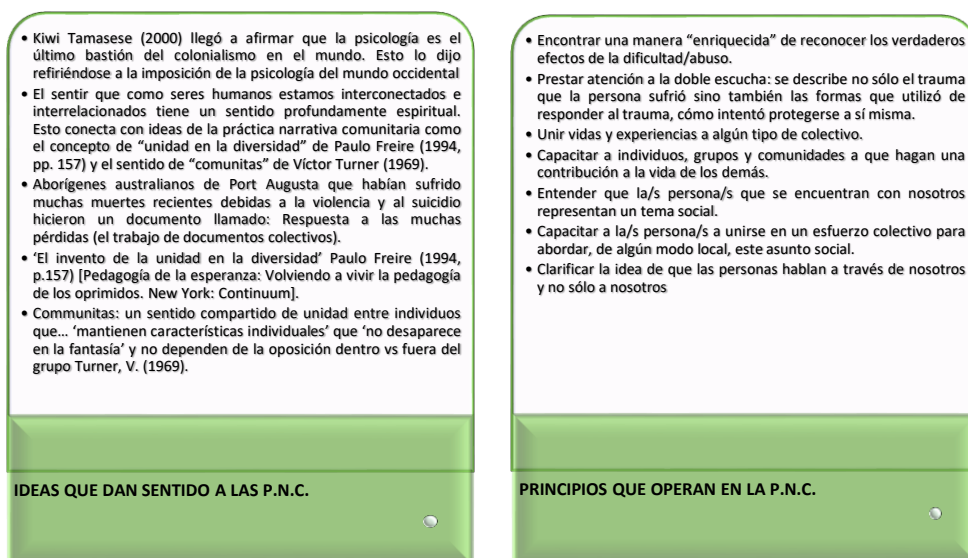 • Kiwi Tamasese (2000) llegó a afirmar que la psicología es el
último bastión del colonialismo en el mundo. Esto lo dijo
refiriéndose a la imposición de la psicología del mundo occidental
• El sentir que como seres humanos estamos interconectados e
interrelacionados tiene un sentido profundamente espiritual.
Esto conecta con ideas de la práctica narrativa comunitaria como
el concepto de “unidad en la diversidad” de Paulo Freire (1994,
pp. 157) y el sentido de “comunitas” de Víctor Turner (1969).
• Aborígenes australianos de Port Augusta que habían sufrido
muchas muertes recientes debidas a la violencia y al suicidio
hicieron un documento llamado: Respuesta a las muchas
pérdidas (el trabajo de documentos colectivos).
• ‘El invento de la unidad en la diversidad’ Paulo Freire (1994,
p.157) [Pedagogía de la esperanza: Volviendo a vivir la pedagogía
de los oprimidos. New York: Continuum].
• Communitas: un sentido compartido de unidad entre individuos
que… ‘mantienen características individuales’ que ‘no desaparece
en la fantasía’ y no dependen de la oposición dentro vs fuera del
grupo Turner, V. (1969).
IDEAS QUE DAN SENTIDO A LAS P.N.C.
• Encontrar una manera “enriquecida” de reconocer los verdaderos
efectos de la dificultad/abuso.
• Prestar atención a la doble escucha: se describe no sólo el trauma
que la persona sufrió sino también las formas que utilizó de
responder al trauma, cómo intentó protegerse a sí misma.
• Unir vidas y experiencias a algún tipo de colectivo.
• Capacitar a individuos, grupos y comunidades a que hagan una
contribución a la vida de los demás.
• Entender que la/s persona/s que se encuentran con nosotros
representan un tema social.
• Capacitar a la/s persona/s a unirse en un esfuerzo colectivo para
abordar, de algún modo local, este asunto social.
• Clarificar la idea de que las personas hablan a través de nosotros
y no sólo a nosotros
PRINCIPIOS QUE OPERAN EN LA P.N.C.